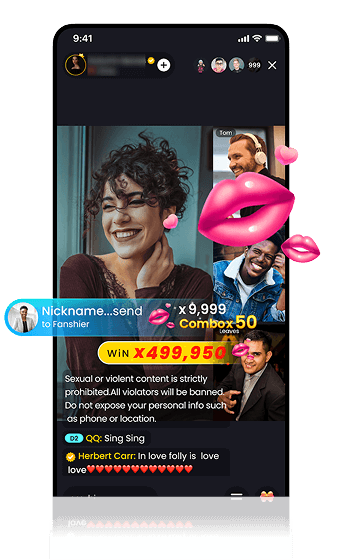 9:41
999
Tom
Nickname...send
to Fanshier
x 9,999
Combox 50
Leaves
WiN x499,950
Sexual or violent content is strictly
prohibited.All violators will be banned.
Do not expose your personal info such
as phone or location.
D2 QQ: Sing Sing
Herbert Carr: In love folly is love
love❤❤❤❤❤❤❤❤❤❤❤❤